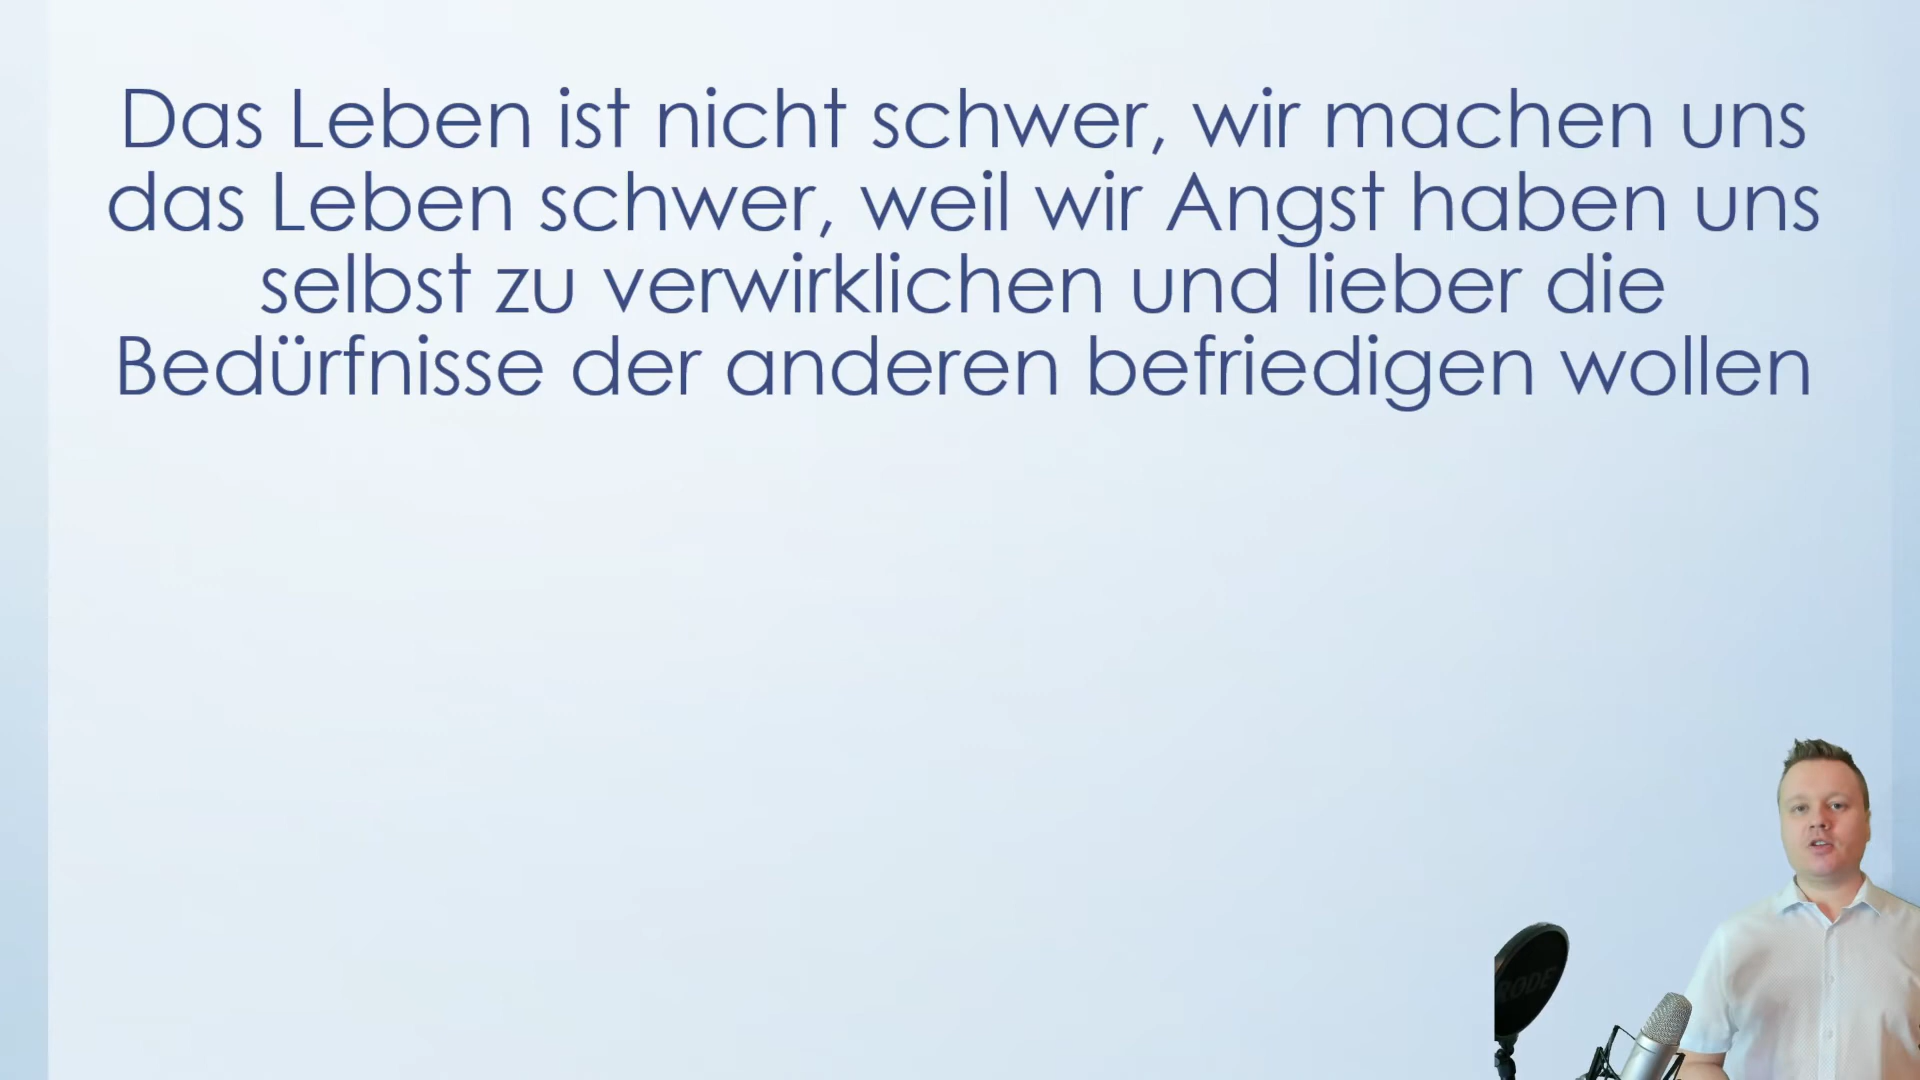 Das Leben ist nicht schwer, wir machen uns
das Leben schwer, weil wir Angst haben uns
selbst zu verwirklichen und lieber die
Bedürfnisse der anderen befriedigen wollen
RODE